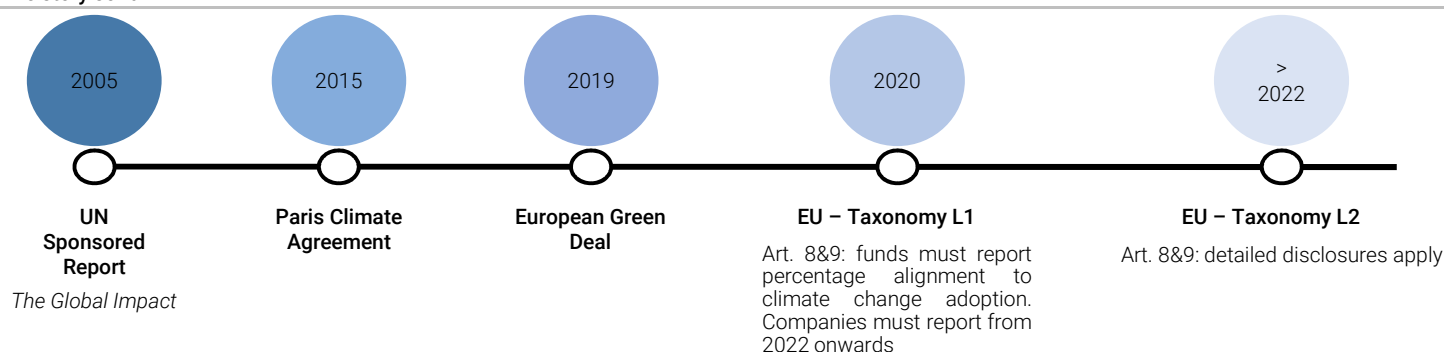 2005
2015
2019
2020
>
2022
UN
Sponsored
Report
The Global Impact
Paris Climate
Agreement
European Green
Deal
EU – Taxonomy L1
Art. 8&9: funds must report
percentage alignment to
climate change adoption.
Companies must report from
2022 onwards
EU – Taxonomy L2
Art. 8&9: detailed disclosures apply